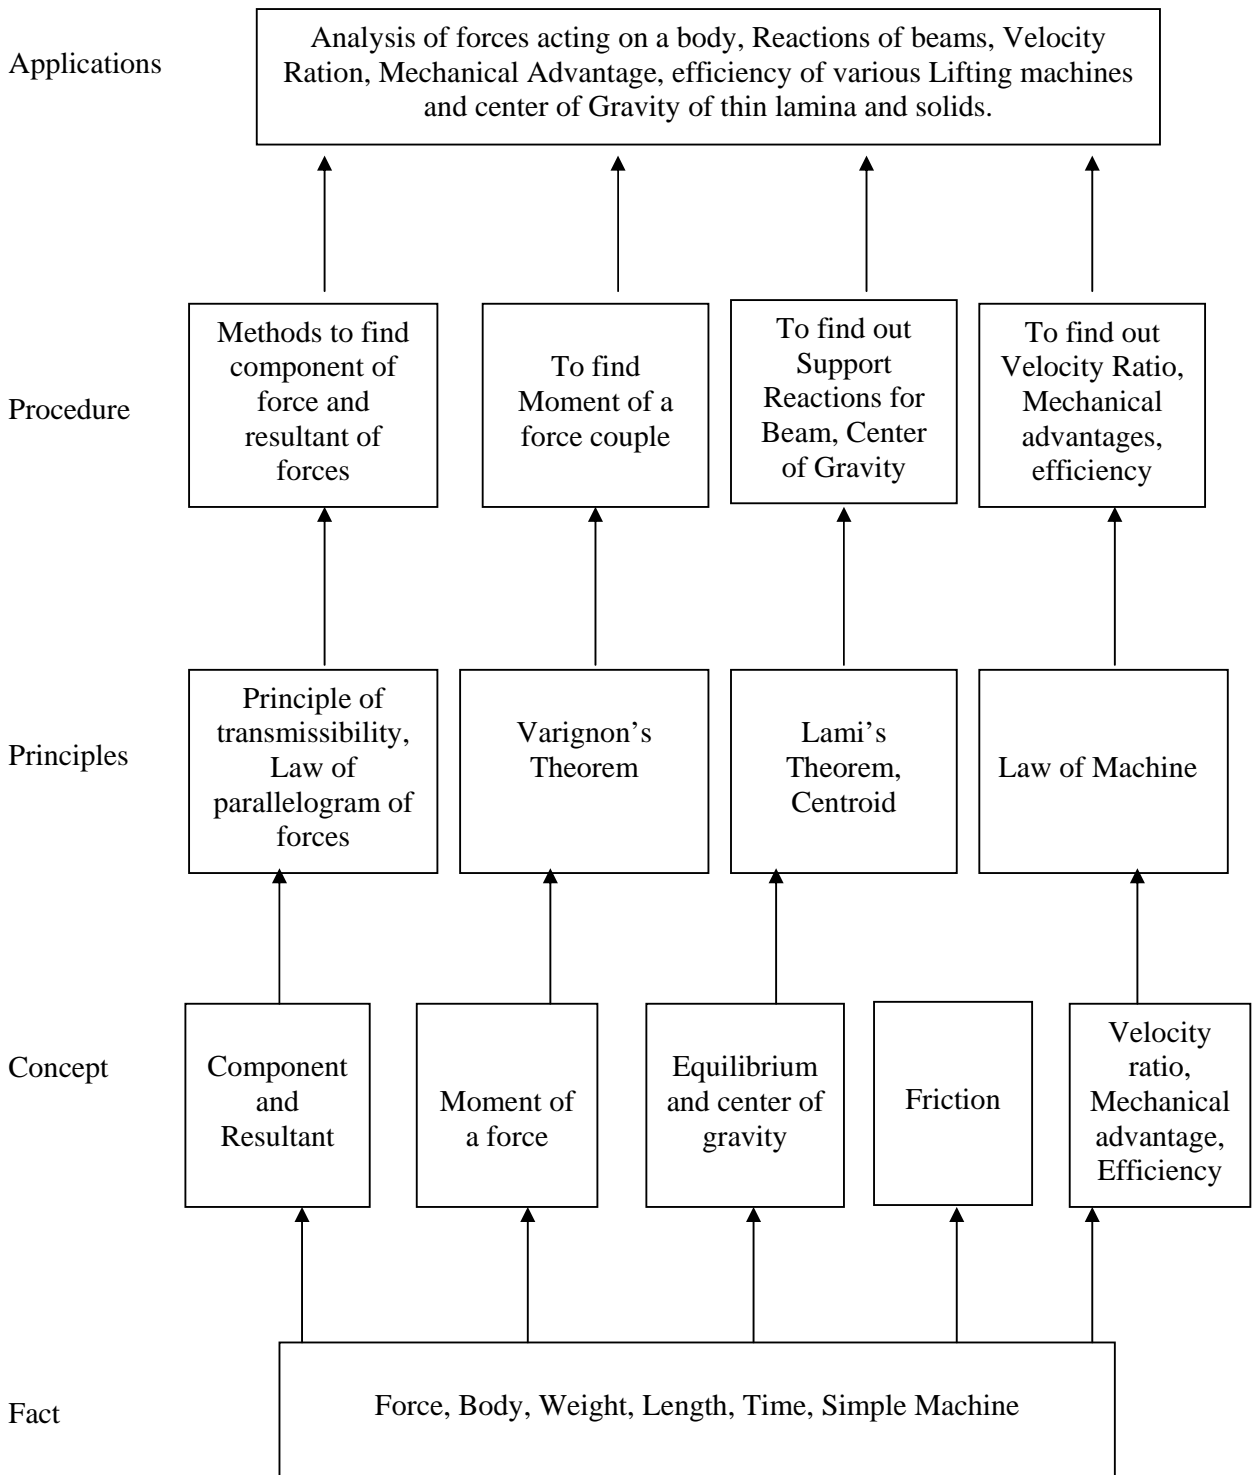 Applications
Analysis of forces acting on a body, Reactions of beams, Velocity
Ration, Mechanical Advantage, efficiency of various Lifting machines
and center of Gravity of thin lamina and solids.
Procedure
Methods to find
component of
force and
resultant of
forces
To find
Moment of a
force couple
To find out
Support
Reactions for
Beam, Center
of Gravity
To find out
Velocity Ratio,
Mechanical
advantages,
efficiency
Principles
Principle of
transmissibility,
Law of
parallelogram of
forces
Varignon’s
Theorem
Lami’s
Theorem,
Centroid
Law of Machine
Concept
Component
and
Resultant
Moment of
a force
Equilibrium
and center of
gravity
Friction
Velocity
ratio,
Mechanical
advantage,
Efficiency
Fact
Force, Body, Weight, Length, Time, Simple Machine